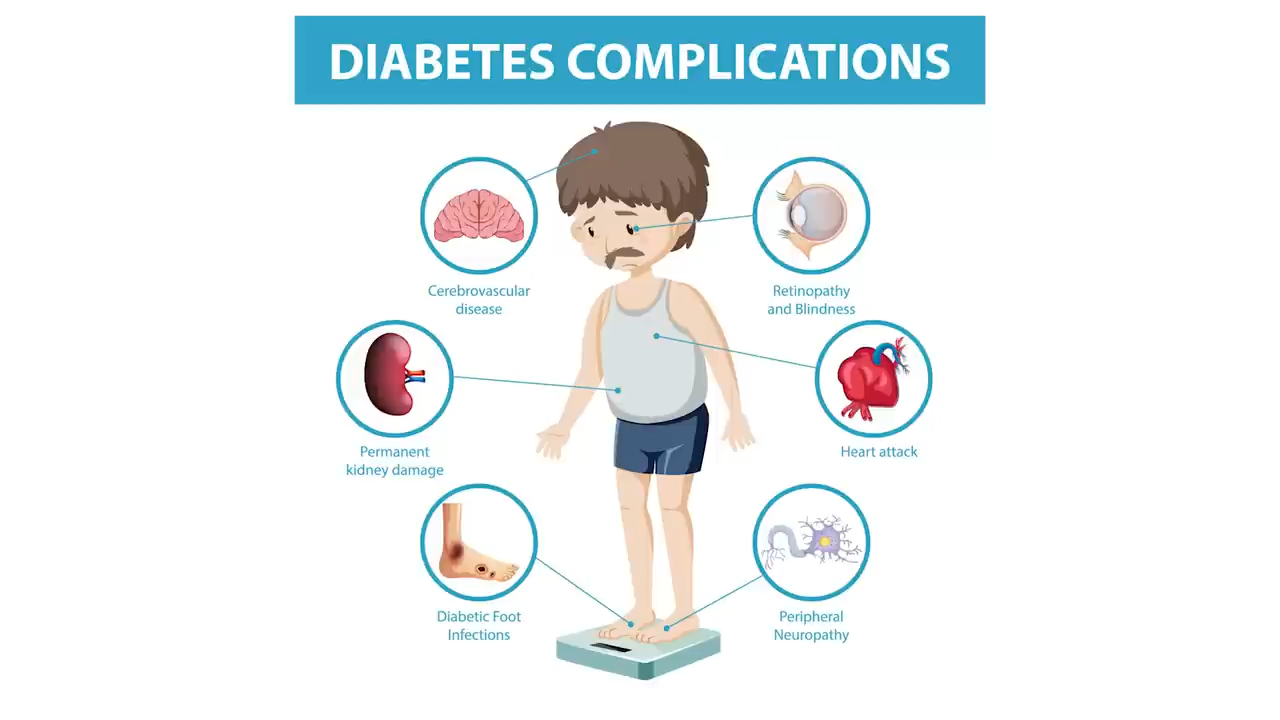 DIABETES COMPLICATIONS
Cerebrovascular
disease
Retinopathy
and Blindness
Permanent
kidney damage
Heart attack
Diabetic Foot
Infections
Peripheral
Neuropathy